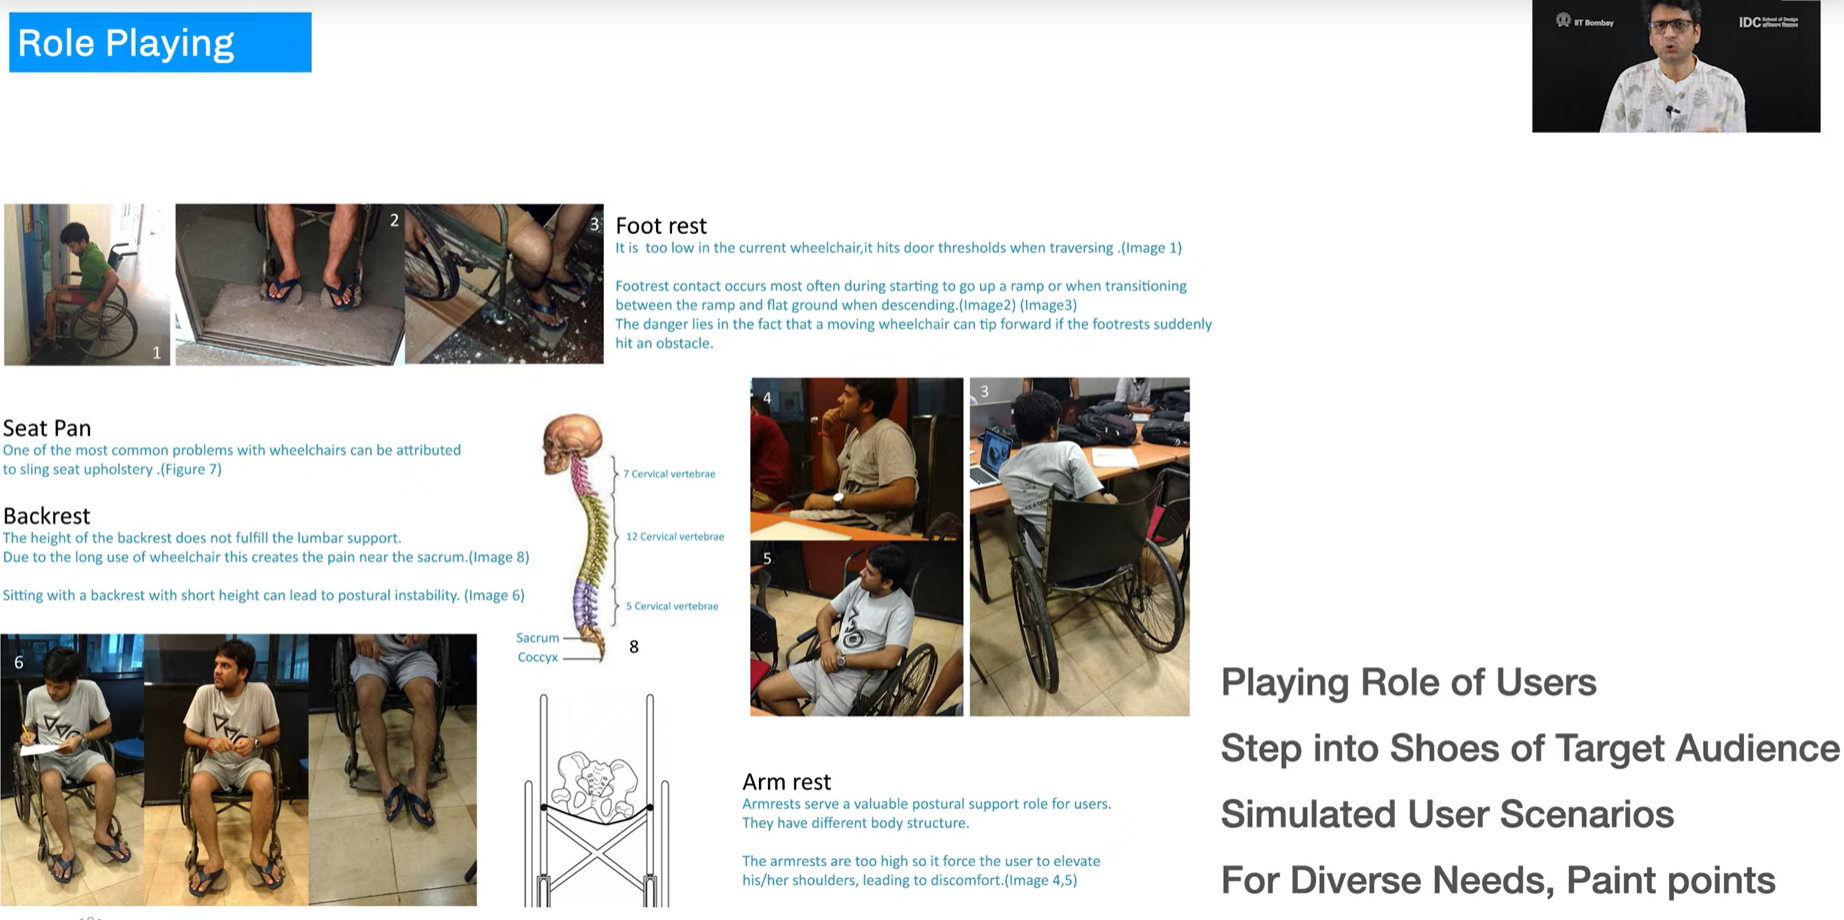 Role Playing
IIT Bombay
IDC School of Design
1
2
3
Foot rest
It is too low in the current wheelchair,it hits door thresholds when traversing .(Image 1)
Footrest contact occurs most often during starting to go up a ramp or when transitioning
between the ramp and flat ground when descending.(Image2) (Image3)
The danger lies in the fact that a moving wheelchair can tip forward if the footrests suddenly
hit an obstacle.
Seat Pan
One of the most common problems with wheelchairs can be attributed
to sling seat upholstery .(Figure 7)
Backrest
The height of the backrest does not fulfill the lumbar support.
Due to the long use of wheelchair this creates the pain near the sacrum.(Image 8)
Sitting with a backrest with short height can lead to postural instability. (Image 6)
7 Cervical vertebrae
12 Cervical vertebrae
5 Cervical vertebrae
Sacrum
Coccyx
8
4
3
5
6
Arm rest
Armrests serve a valuable postural support role for users.
They have different body structure.
The armrests are too high so it force the user to elevate
his/her shoulders, leading to discomfort.(Image 4,5)
Playing Role of Users
Step into Shoes of Target Audience
Simulated User Scenarios
For Diverse Needs, Paint points